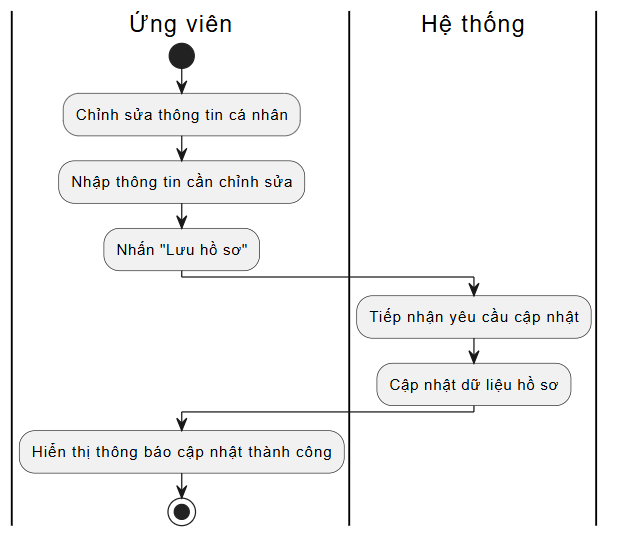 Ứng viên
Hệ thống
Chỉnh sửa thông tin cá nhân
Nhập thông tin cần chỉnh sửa
Nhấn "Lưu hồ sơ"
Tiếp nhận yêu cầu cập nhật
Cập nhật dữ liệu hồ sơ
Hiển thị thông báo cập nhật thành công